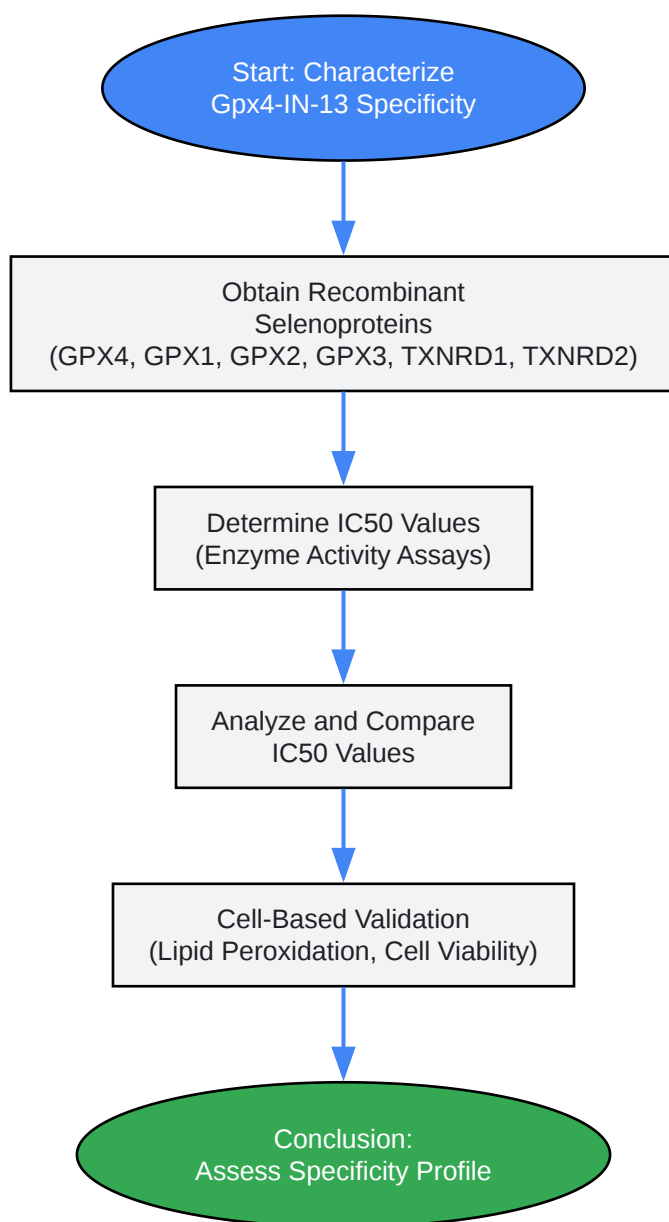 Start: Characterize
Gpx4-IN-13 Specificity
Obtain Recombinant
Selenoproteins
(GPX4, GPX1, GPX2, GPX3, TXNRD1, TXNRD2)
Determine IC50 Values
(Enzyme Activity Assays)
Analyze and Compare
IC50 Values
Cell-Based Validation
(Lipid Peroxidation, Cell Viability)
Conclusion:
Assess Specificity Profile